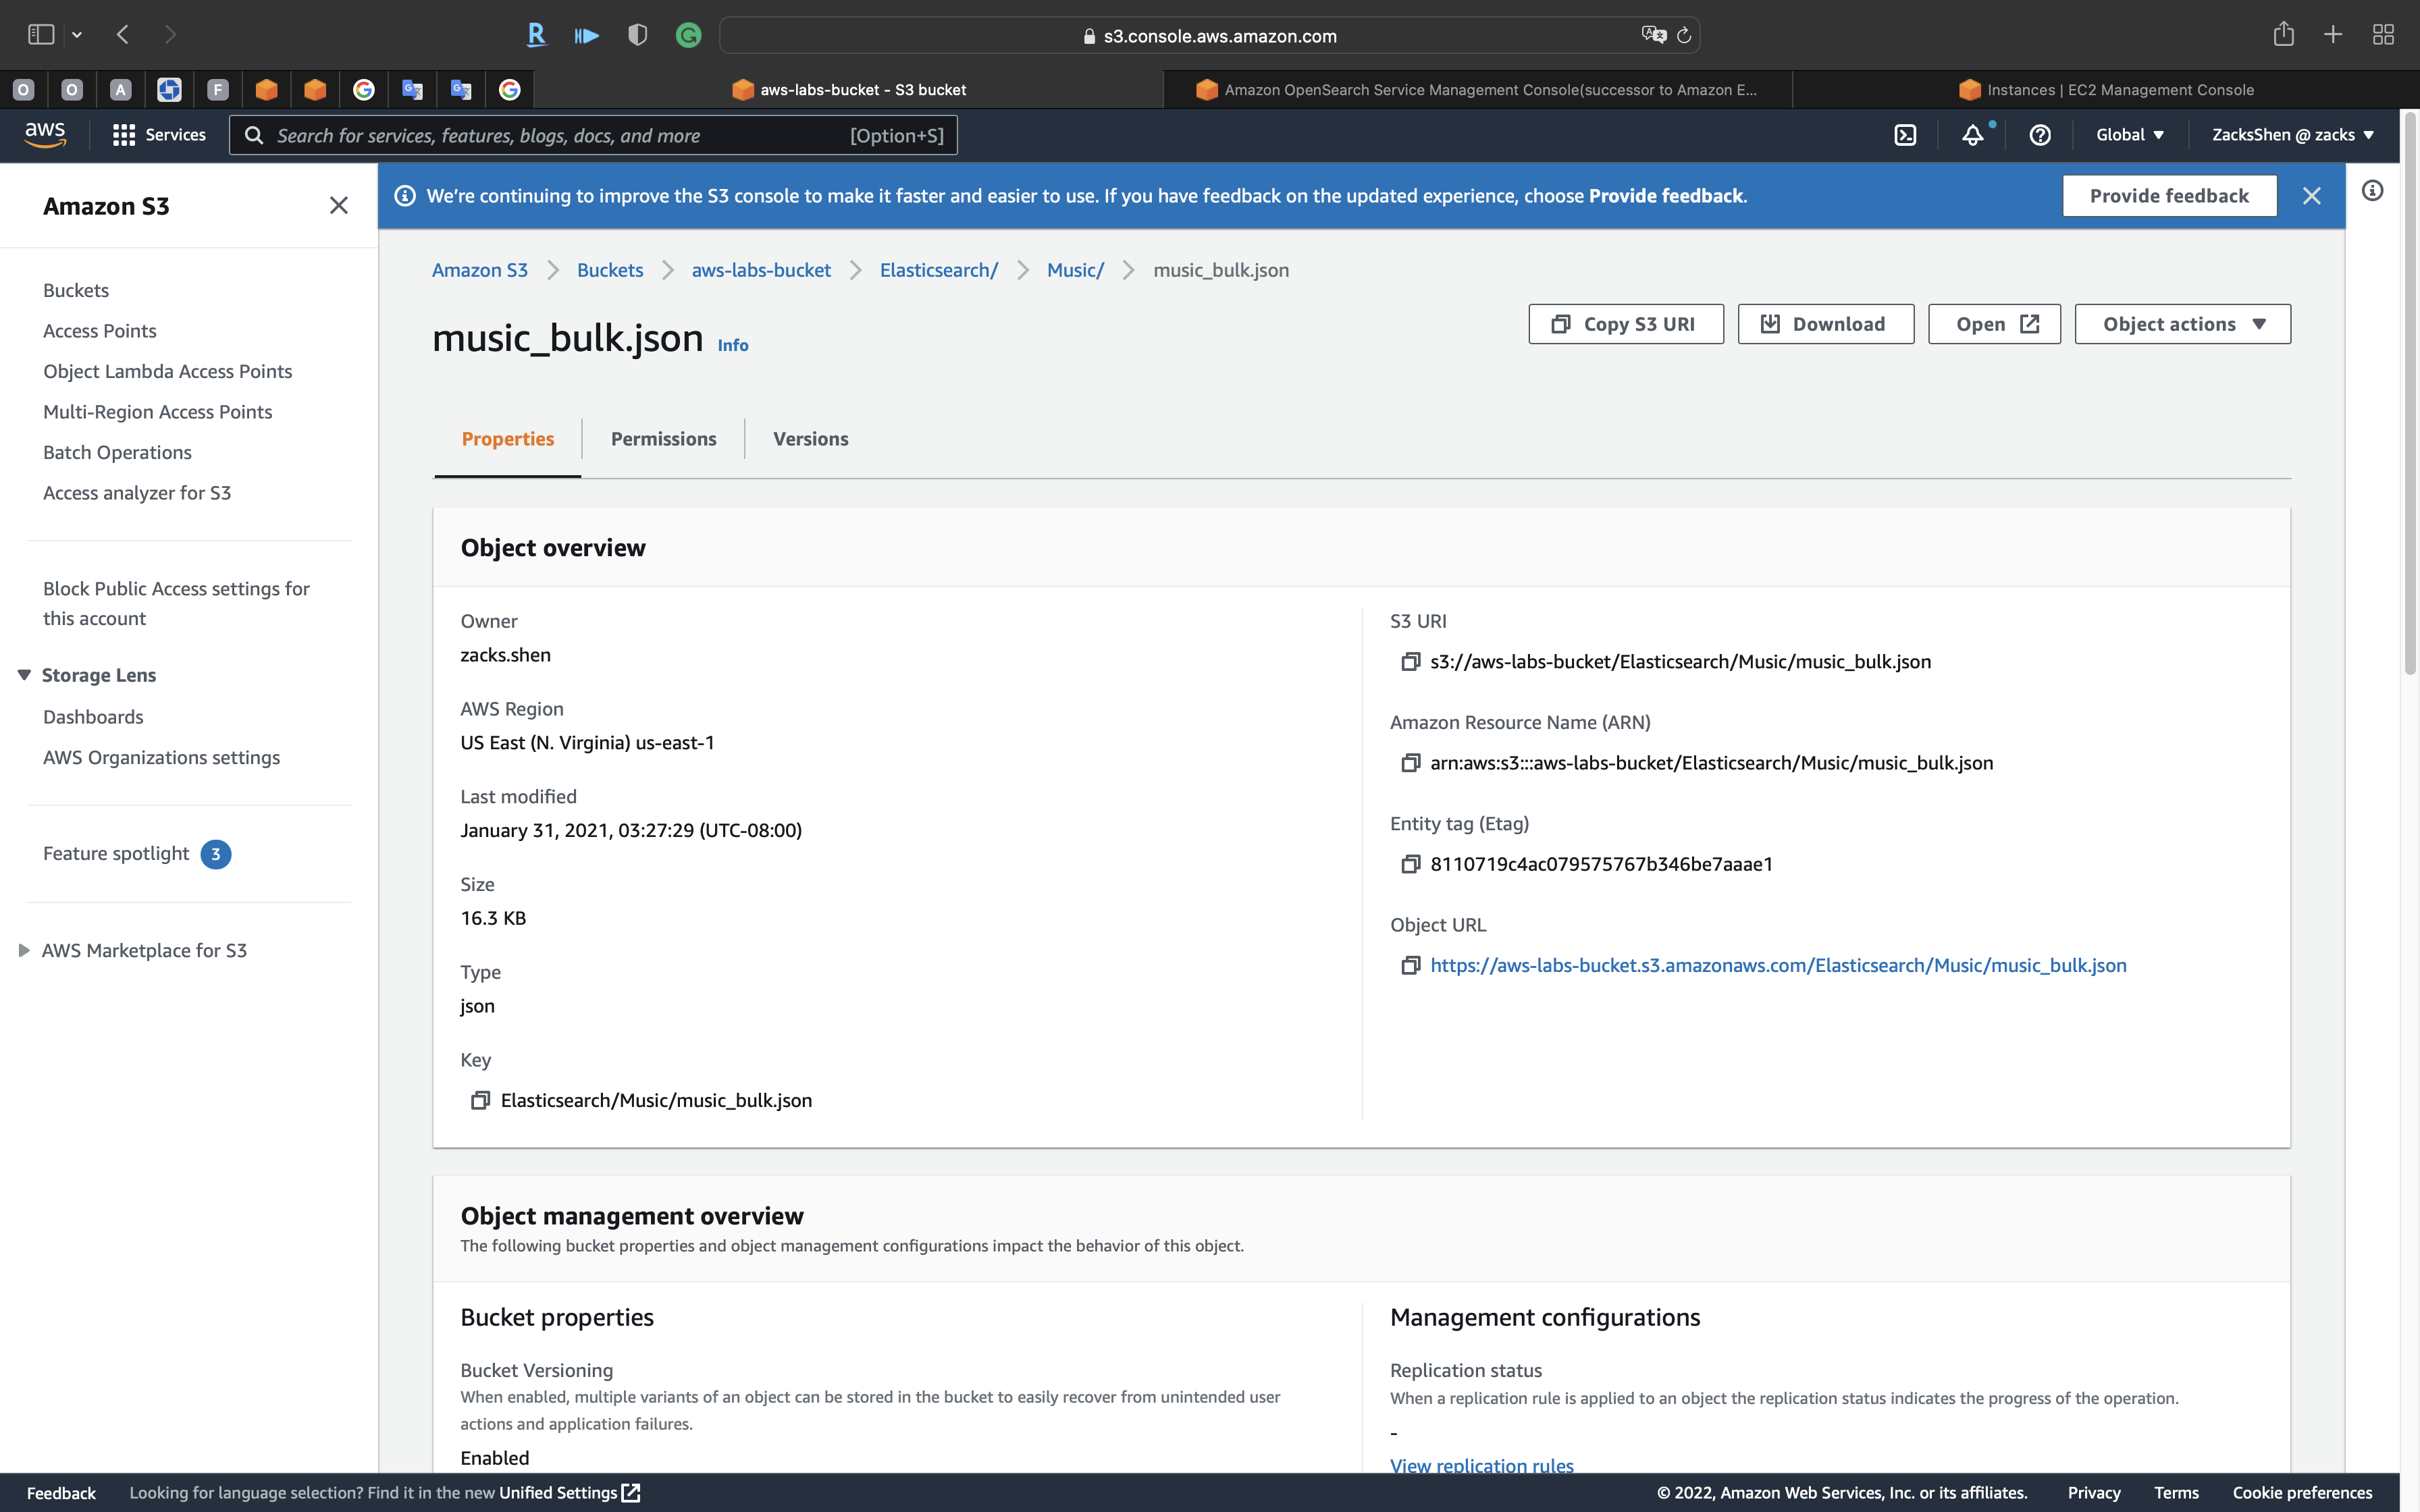 s3.console.aws.amazon.com
O O A F
aws-labs-bucket - S3 bucket
Amazon OpenSearch Service Management Console(successor to Amazon E...
Instances | EC2 Management Console
aws
Services
Search for services, features, blogs, docs, and more [Option+S]
Global
ZacksShen @ zacks
Amazon S3
We're continuing to improve the S3 console to make it faster and easier to use. If you have feedback on the updated experience, choose Provide feedback.
Provide feedback
Buckets
Access Points
Object Lambda Access Points
Multi-Region Access Points
Batch Operations
Access analyzer for S3
Block Public Access settings for
this account
Storage Lens
Dashboards
AWS Organizations settings
Feature spotlight 3
AWS Marketplace for S3
Amazon S3 > Buckets > aws-labs-bucket > Elasticsearch/ > Music/ > music_bulk.json
music_bulk.json Info
Copy S3 URI
Download
Open
Object actions
Properties
Permissions
Versions
Object overview
Owner
zacks.shen
AWS Region
US East (N. Virginia) us-east-1
Last modified
January 31, 2021, 03:27:29 (UTC-08:00)
Size
16.3 KB
Type
json
Key
Elasticsearch/Music/music_bulk.json
S3 URI
s3://aws-labs-bucket/Elasticsearch/Music/music_bulk.json
Amazon Resource Name (ARN)
arn:aws:s3:::aws-labs-bucket/Elasticsearch/Music/music_bulk.json
Entity tag (Etag)
8110719c4ac079575767b346be7aaae1
Object URL
https://aws-labs-bucket.s3.amazonaws.com/Elasticsearch/Music/music_bulk.json
Object management overview
The following bucket properties and object management configurations impact the behavior of this object.
Bucket properties
Bucket Versioning
When enabled, multiple variants of an object can be stored in the bucket to easily recover from unintended user
actions and application failures.
Enabled
Management configurations
Replication status
When a replication rule is applied to an object the replication status indicates the progress of the operation.
-
View replication rules
Feedback
Looking for language selection? Find it in the new Unified Settings
© 2022, Amazon Web Services, Inc. or its affiliates.
Privacy
Terms
Cookie preferences